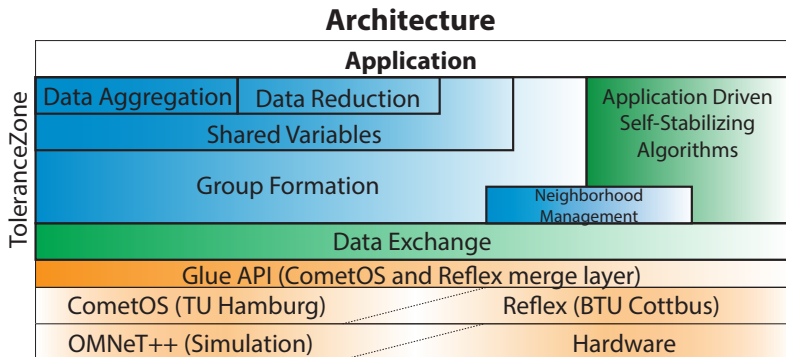 Architecture
Application
ToleranceZone
Data Aggregation
Data Reduction
Application Driven
Self-Stabilizing
Algorithms
Shared Variables
Group Formation
Neighborhood
Management
Data Exchange
Glue API (CometOS and Reflex merge layer)
CometOS (TU Hamburg)
Reflex (BTU Cottbus)
OMNeT++ (Simulation)
Hardware